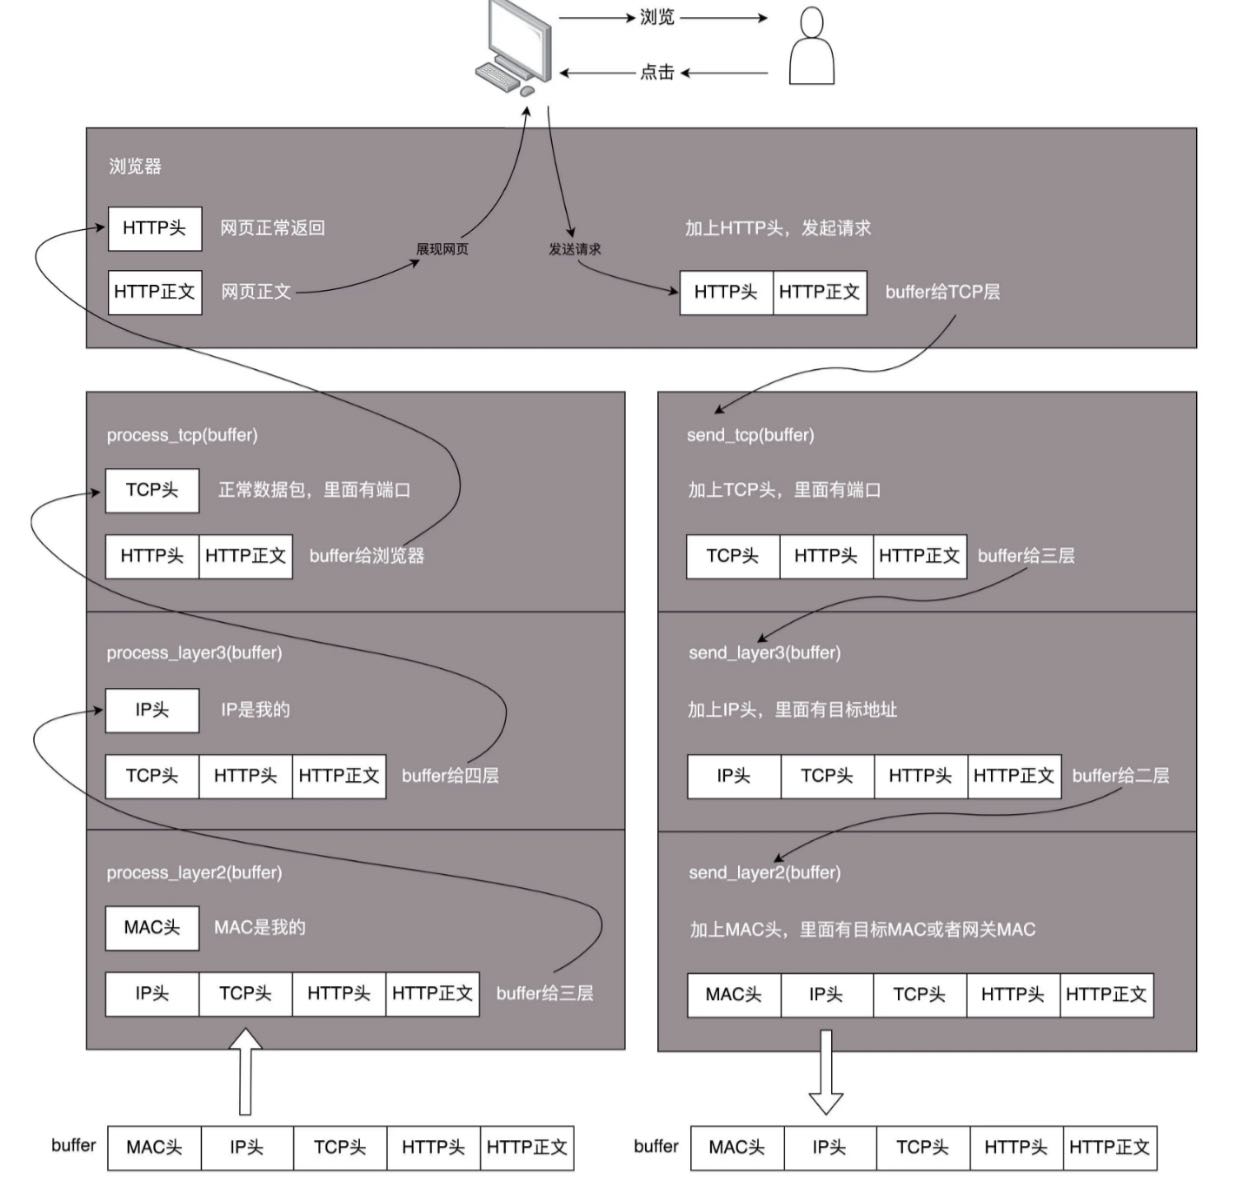 浏览
点击
浏览器
HTTP头 网页正常返回
HTTP正文 网页正文
展现网页
发送请求
加上HTTP头，发起请求
HTTP头 HTTP正文 buffer给TCP层
process_tcp(buffer)
TCP头 正常数据包，里面有端口
HTTP头 HTTP正文 buffer给浏览器
process_layer3(buffer)
IP头 IP是我的
TCP头 HTTP头 HTTP正文 buffer给四层
process_layer2(buffer)
MAC头 MAC是我的
IP头 TCP头 HTTP头 HTTP正文 buffer给三层
buffer MAC头 IP头 TCP头 HTTP头 HTTP正文
send_tcp(buffer)
加上TCP头，里面有端口
TCP头 HTTP头 HTTP正文 buffer给三层
send_layer3(buffer)
加上IP头，里面有目标地址
IP头 TCP头 HTTP头 HTTP正文 buffer给二层
send_layer2(buffer)
加上MAC头，里面有目标MAC或者网关MAC
MAC头 IP头 TCP头 HTTP头 HTTP正文
buffer MAC头 IP头 TCP头 HTTP头 HTTP正文